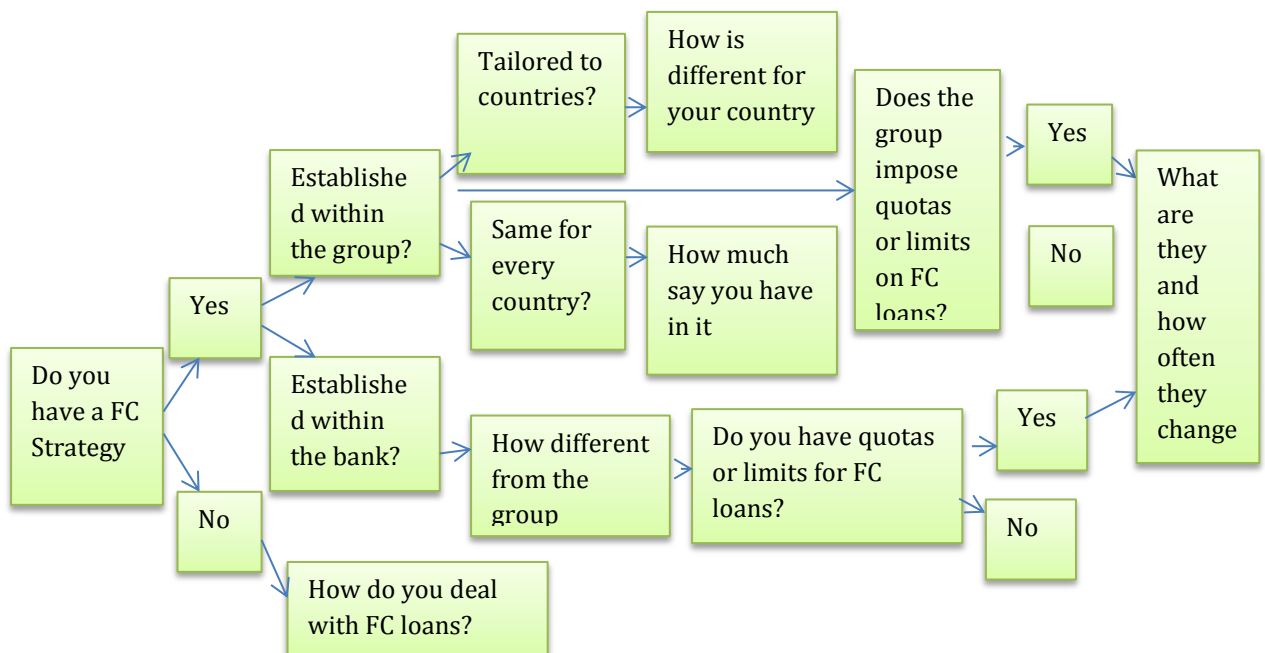 Do you
have a FC
Strategy
Yes
No
Establishe
d within
the group?
Establishe
d within
the bank?
How do you deal
with FC loans?
Tailored to
countries?
How is
different for
your country
Same for
every
country?
How much
say you have
in it
Does the
group
impose
quotas
or limits
on FC
loans?
Yes
No
How different
from the
group
Do you have quotas
or limits for FC
loans?
Yes
No
What
are
they
and
how
often
they
change